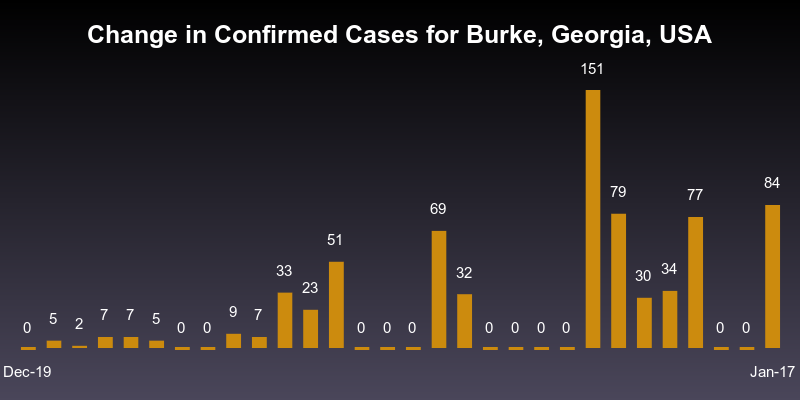 Change in Confirmed Cases for Burke, Georgia, USA
0 5 2 7 7 5 0 0 9 7 33 23 51 0 0 0 69 32 0 0 0 0 151 79 30 34 77 0 0 84
Dec-19 Jan-17